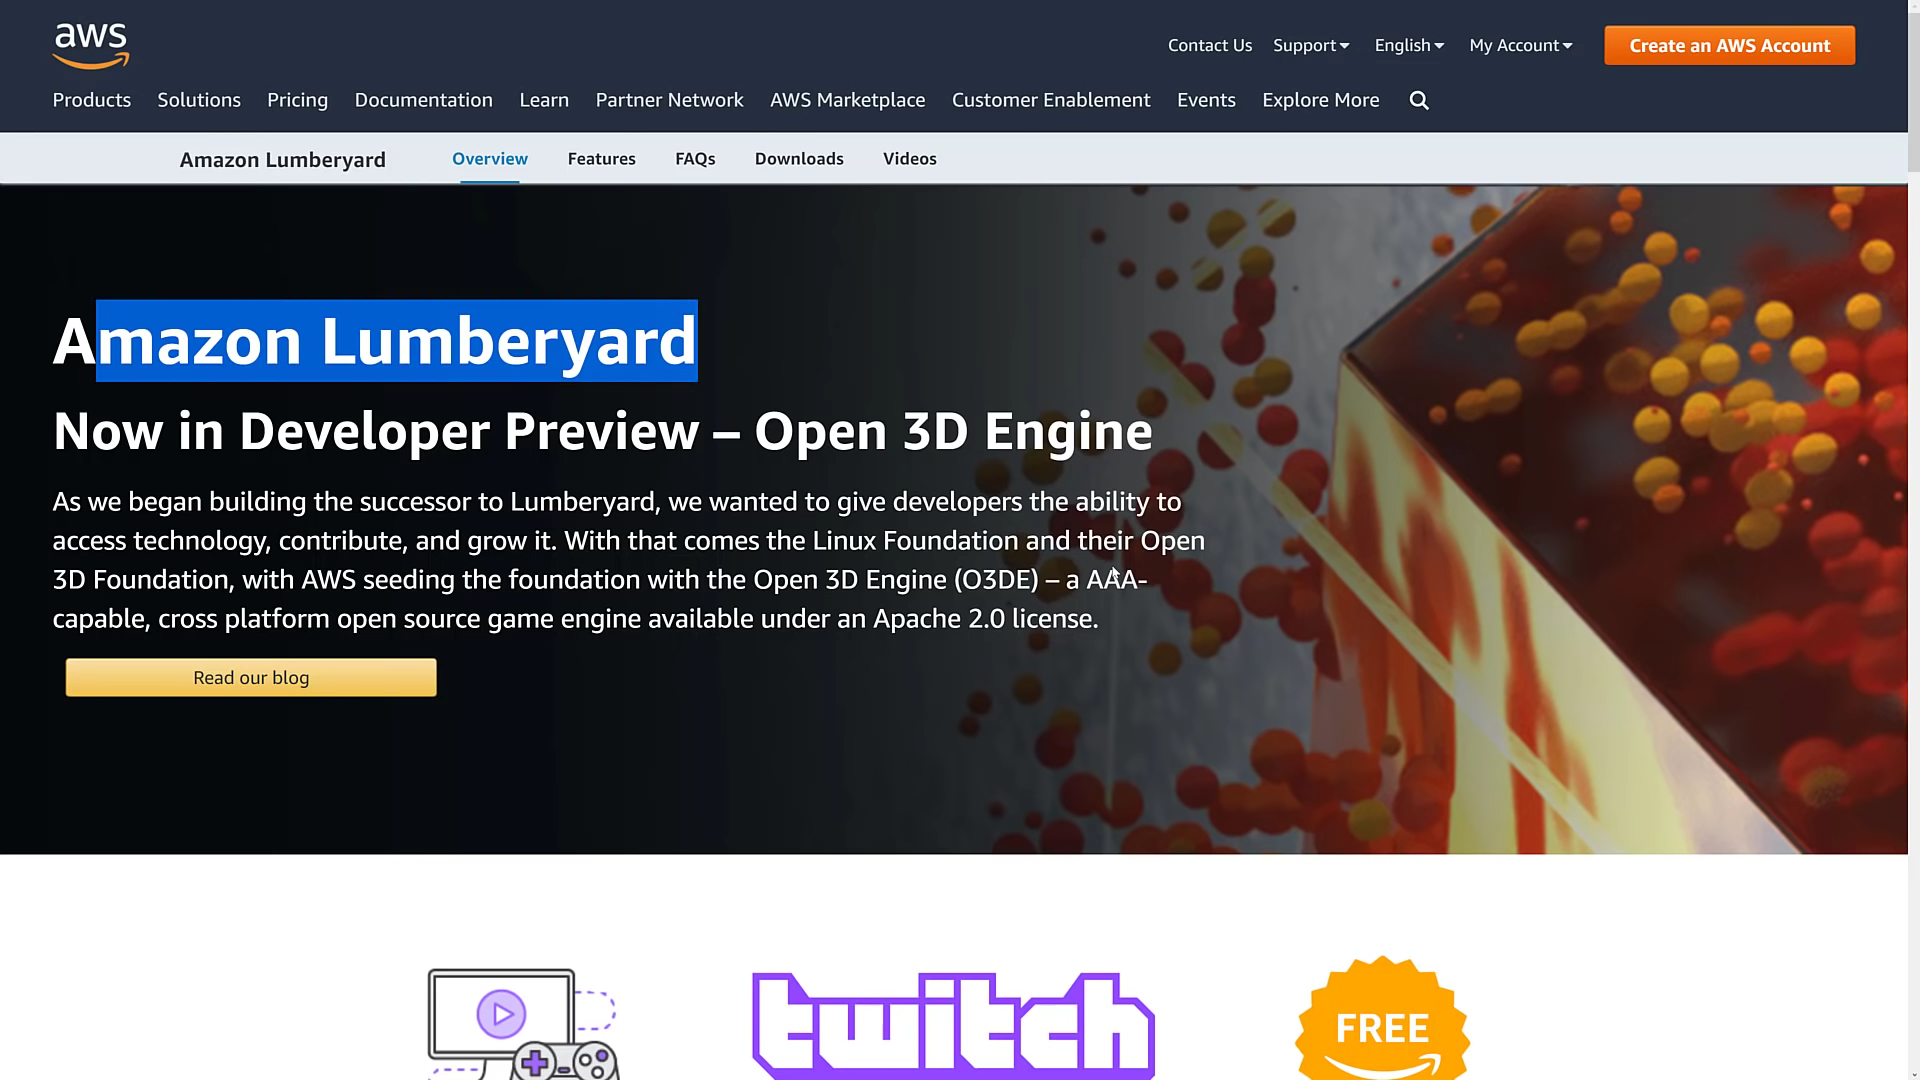 aws
Contact Us Support English My Account Create an AWS Account
Products Solutions Pricing Documentation Learn Partner Network AWS Marketplace Customer Enablement Events Explore More
Amazon Lumberyard Overview Features FAQs Downloads Videos
Amazon Lumberyard
Now in Developer Preview – Open 3D Engine
As we began building the successor to Lumberyard, we wanted to give developers the ability to
access technology, contribute, and grow it. With that comes the Linux Foundation and their Open
3D Foundation, with AWS seeding the foundation with the Open 3D Engine (O3DE) – a AAA-
capable, cross platform open source game engine available under an Apache 2.0 license.
Read our blog
twitch
FREE